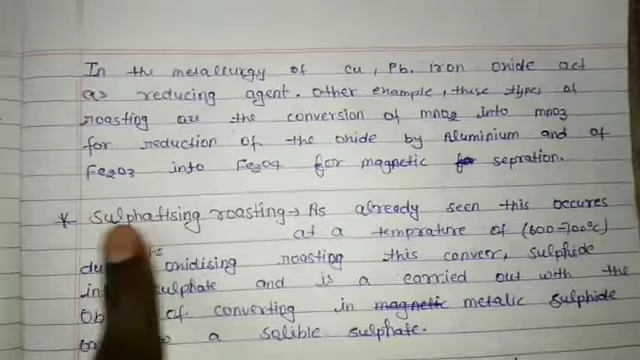 In the metallurgy of Cu, Pb. iron oxide act
as reducing agent. Other example, these types of
roasting are the conversion of mno2 into mno3
for reduction of the oxide by Aluminium and of
Fe2O3 into Fe2O4 for magnetic sepration.
* Sulphatising roasting → As already seen this occures
at a temprature of (600-700°c)
oxidising roasting this conver, sulphide
sulphate and is a carried out with the
of converting in magnetic metalic sulphide
a solible sulphate.